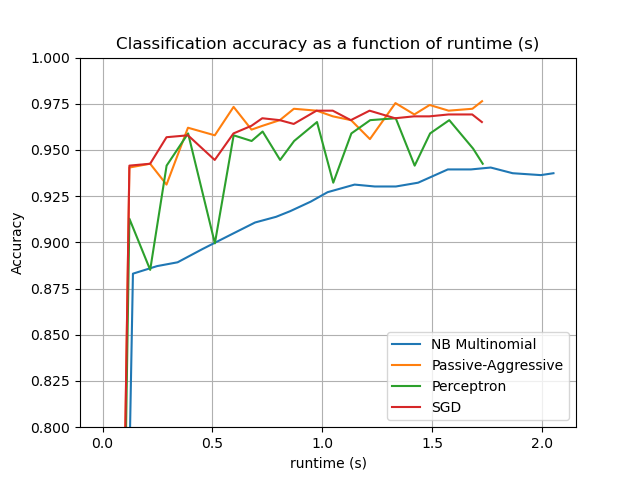 Classification accuracy as a function of runtime (s)
1.000
0.975
0.950
0.925
0.900
0.875
0.850
0.825
0.800
Accuracy
NB Multinomial
Passive-Aggressive
Perceptron
SGD
0.0 0.5 1.0 1.5 2.0
runtime (s)